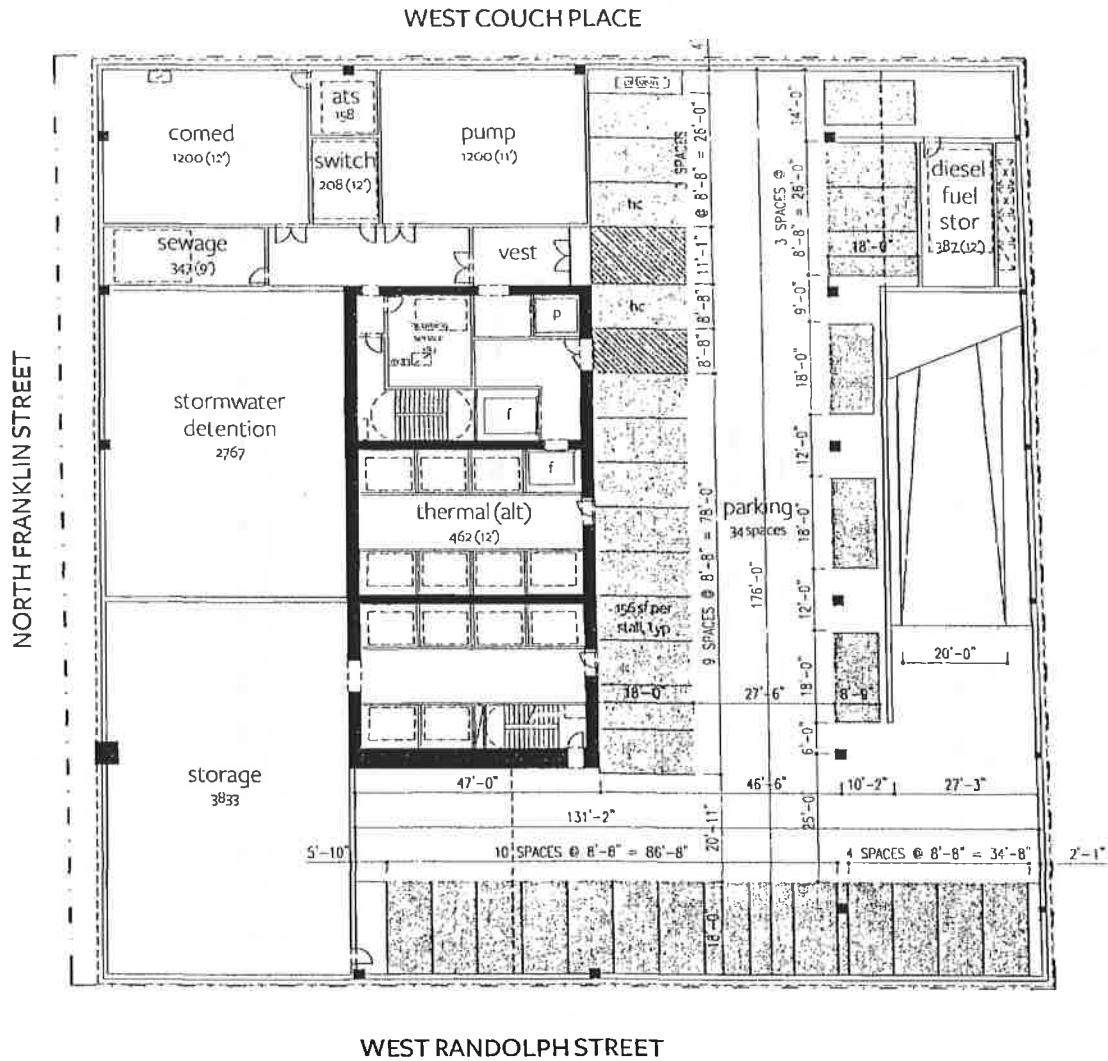 WEST COUCH PLACE
4'
ats
158
comed
1200 (12')
pump
1200 (11')
switch
208 (12')
14'-0"
3 SPACES @ 8'-8" = 26'-0"
hc
diesel
fuel
stor
382 (12')
3 SPACES @
8'-8" = 26'-0"
18'-0"
sewage
343 (9')
vest
11'-1"
9'-0"
hc
p
8'-8"
8'-8"
18'-0"
NORTH FRANKLIN STREET
stormwater
detention
2767
f
12'-0"
f
thermal (alt)
462 (12')
parking
34 spaces
18'-0"
9 SPACES @ 8'-8" = 78'-0"
176'-0"
12'-0"
156 sf per
stall, typ
20'-0"
18'-0"
18'-0"
27'-6"
8'-9"
6'-0"
storage
3833
47'-0"
46'-6"
10'-2"
27'-3"
131'-2"
20'-11"
25'-0"
5'-10"
10 SPACES @ 8'-8" = 86'-8"
4 SPACES @ 8'-8" = 34'-8"
2'-1"
18'-0"
WEST RANDOLPH STREET